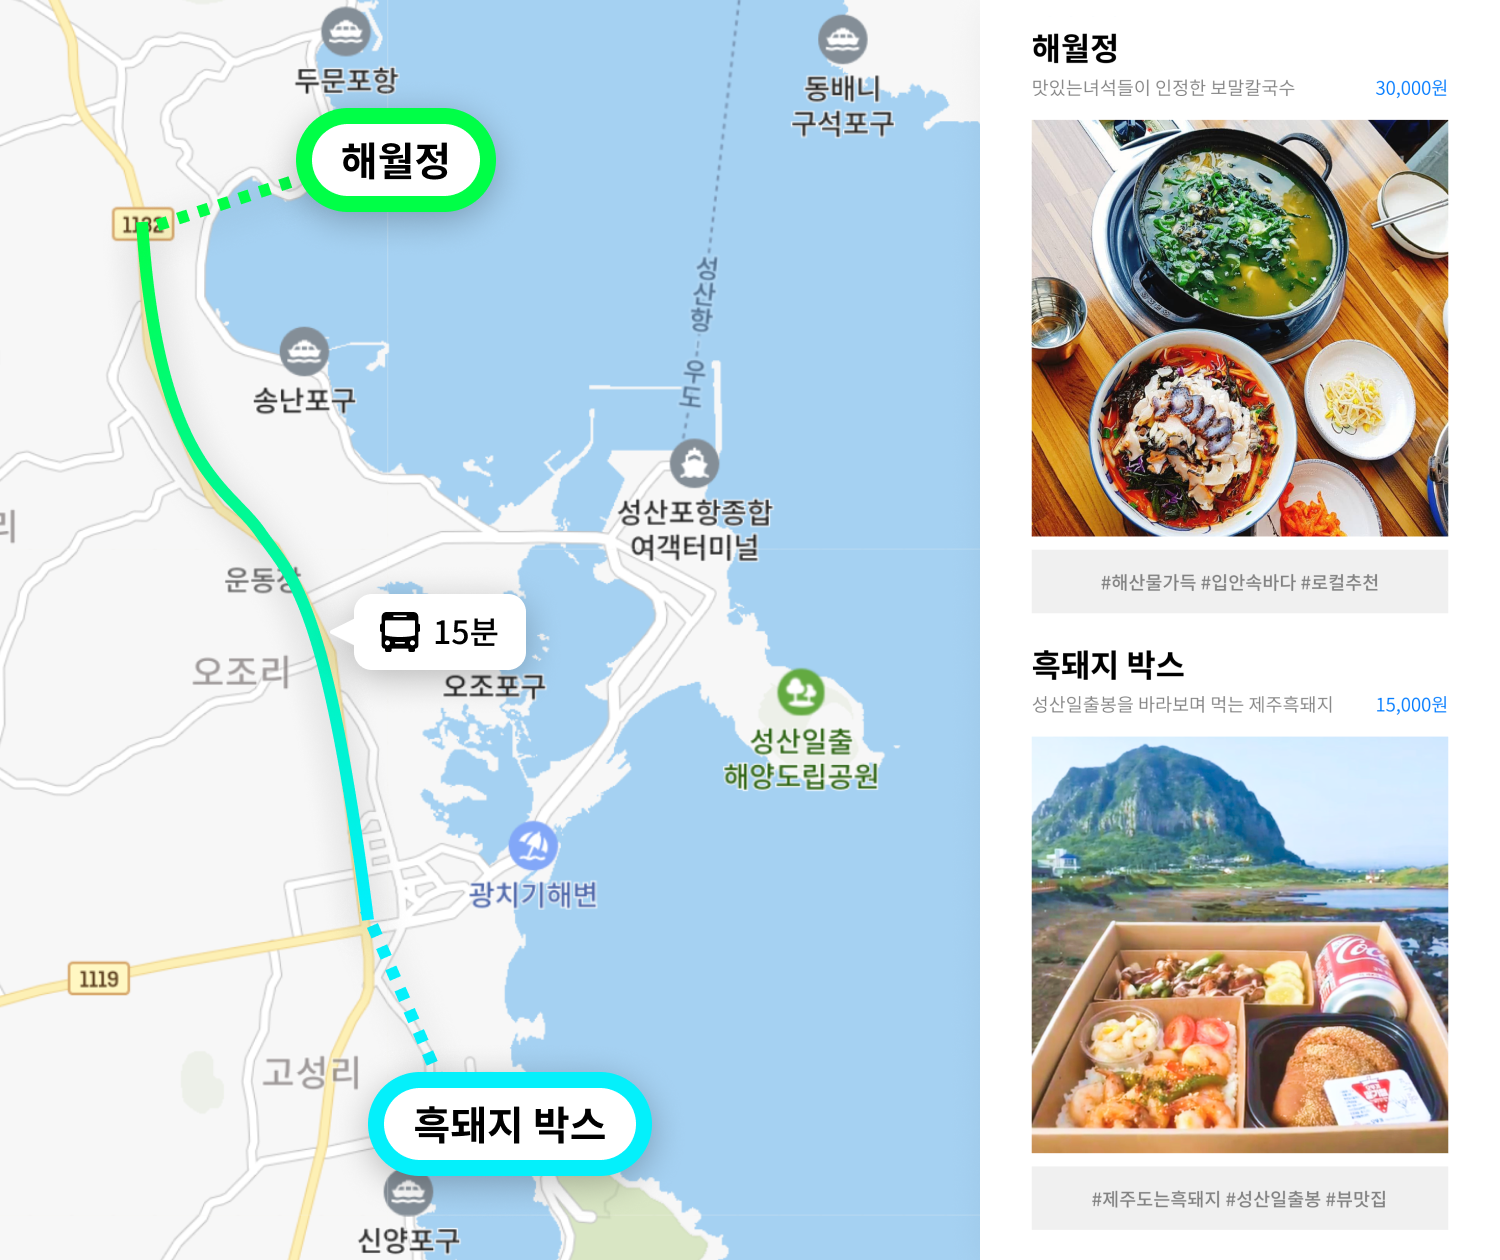 두문포항
동배니
구석포구
해월정
1132
성산항
우도
송난포구
성산포항종합
여객터미널
리
운동장
15분
오조리
오조포구
성산일출
해양도립공원
광치기해변
1119
고성리
흑돼지 박스
신양포구
해월정
맛있는녀석들이 인정한 보말칼국수
30,000원
#해산물가득 #입안속바다 #로컬추천
흑돼지 박스
성산일출봉을 바라보며 먹는 제주흑돼지
15,000원
#제주도는흑돼지 #성산일출봉 #뷰맛집